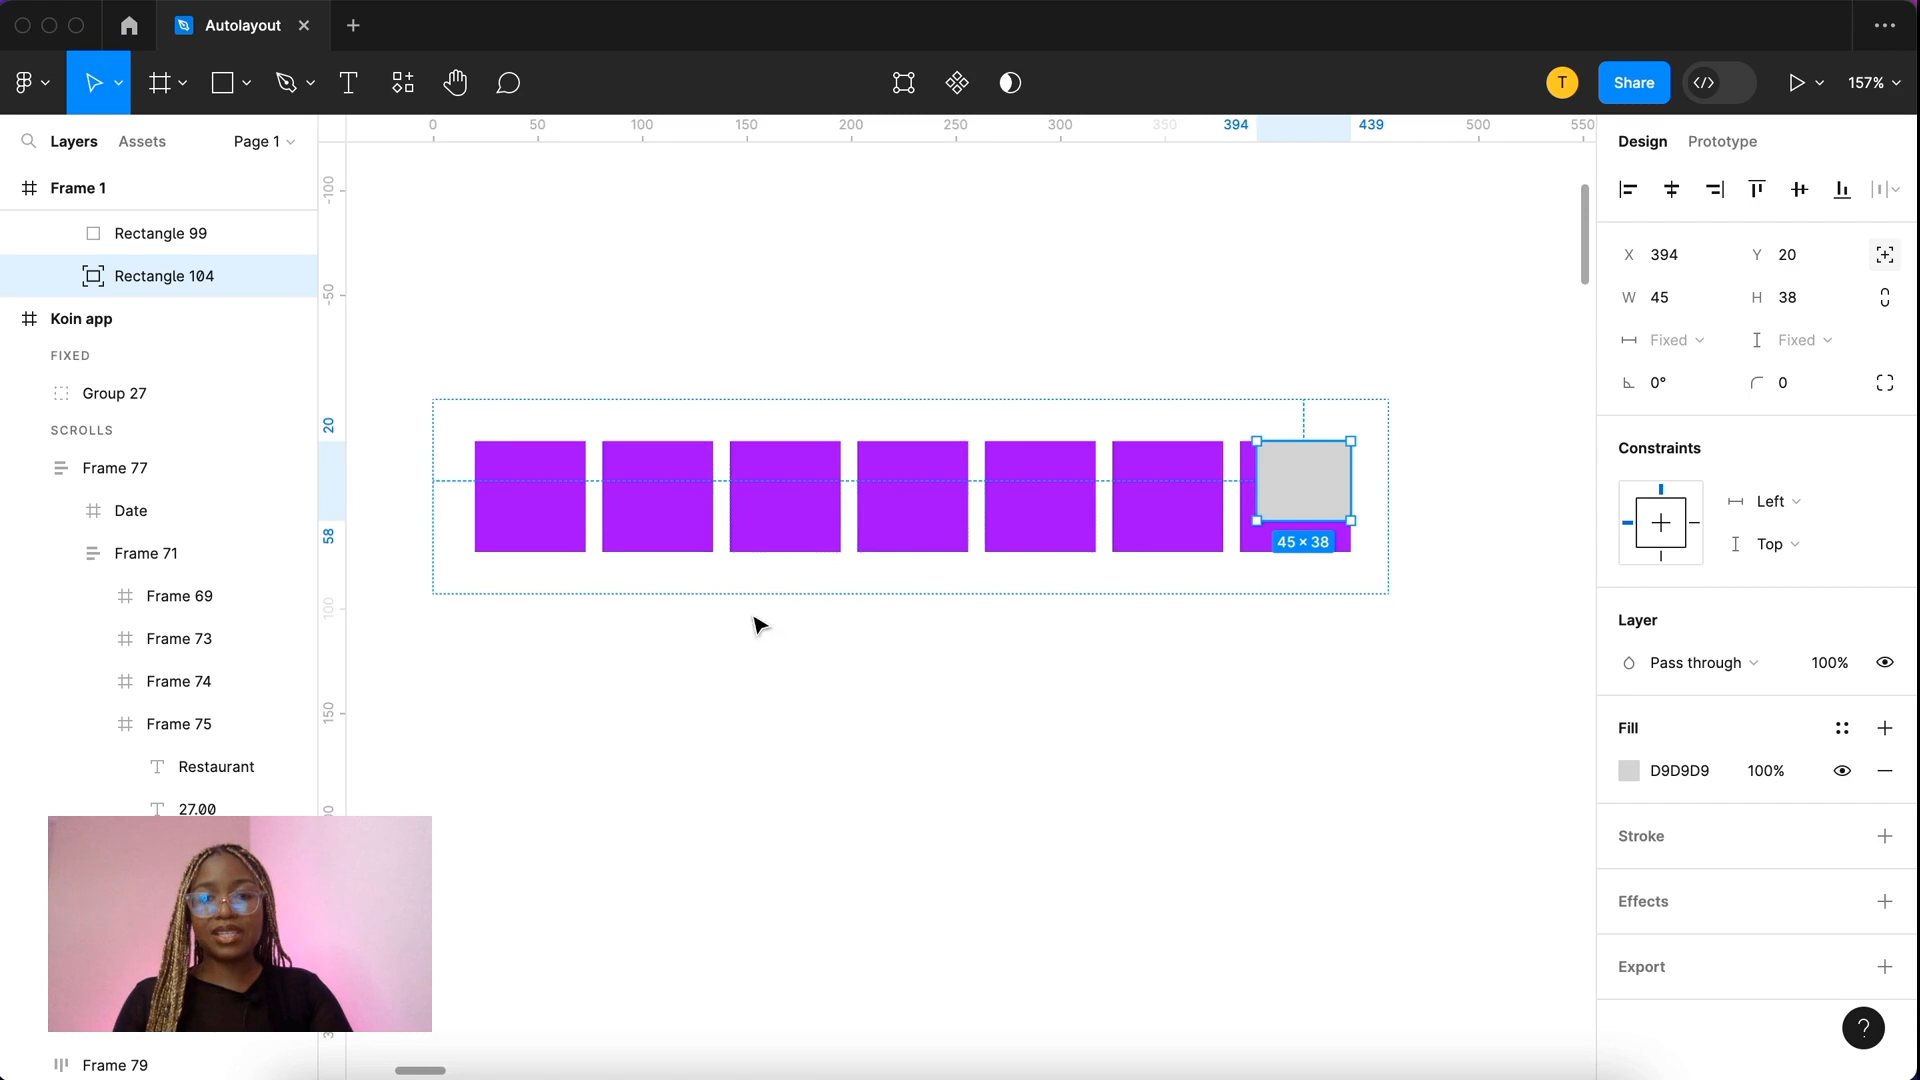 Autolayout
T
Share
157%
Layers
Assets
Page 1
0
50
100
150
200
250
300
350
394
439
500
550
Design
Prototype
Frame 1
-100
Rectangle 99
X 394
Y 20
Rectangle 104
-50
W 45
H 38
Koin app
Fixed
Fixed
FIXED
0°
0
Group 27
20
SCROLLS
Constraints
Frame 77
Left
Date
58
45 × 38
Top
Frame 71
Frame 69
100
Layer
Frame 73
Pass through
100%
Frame 74
150
Frame 75
Fill
Restaurant
D9D9D9
100%
27.00
Stroke
Effects
Export
?
Frame 79